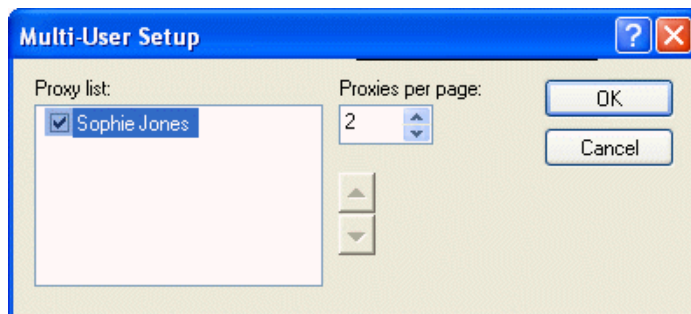 Multi-User Setup
Proxy list:
Sophie Jones
Proxies per page:
2
OK
Cancel